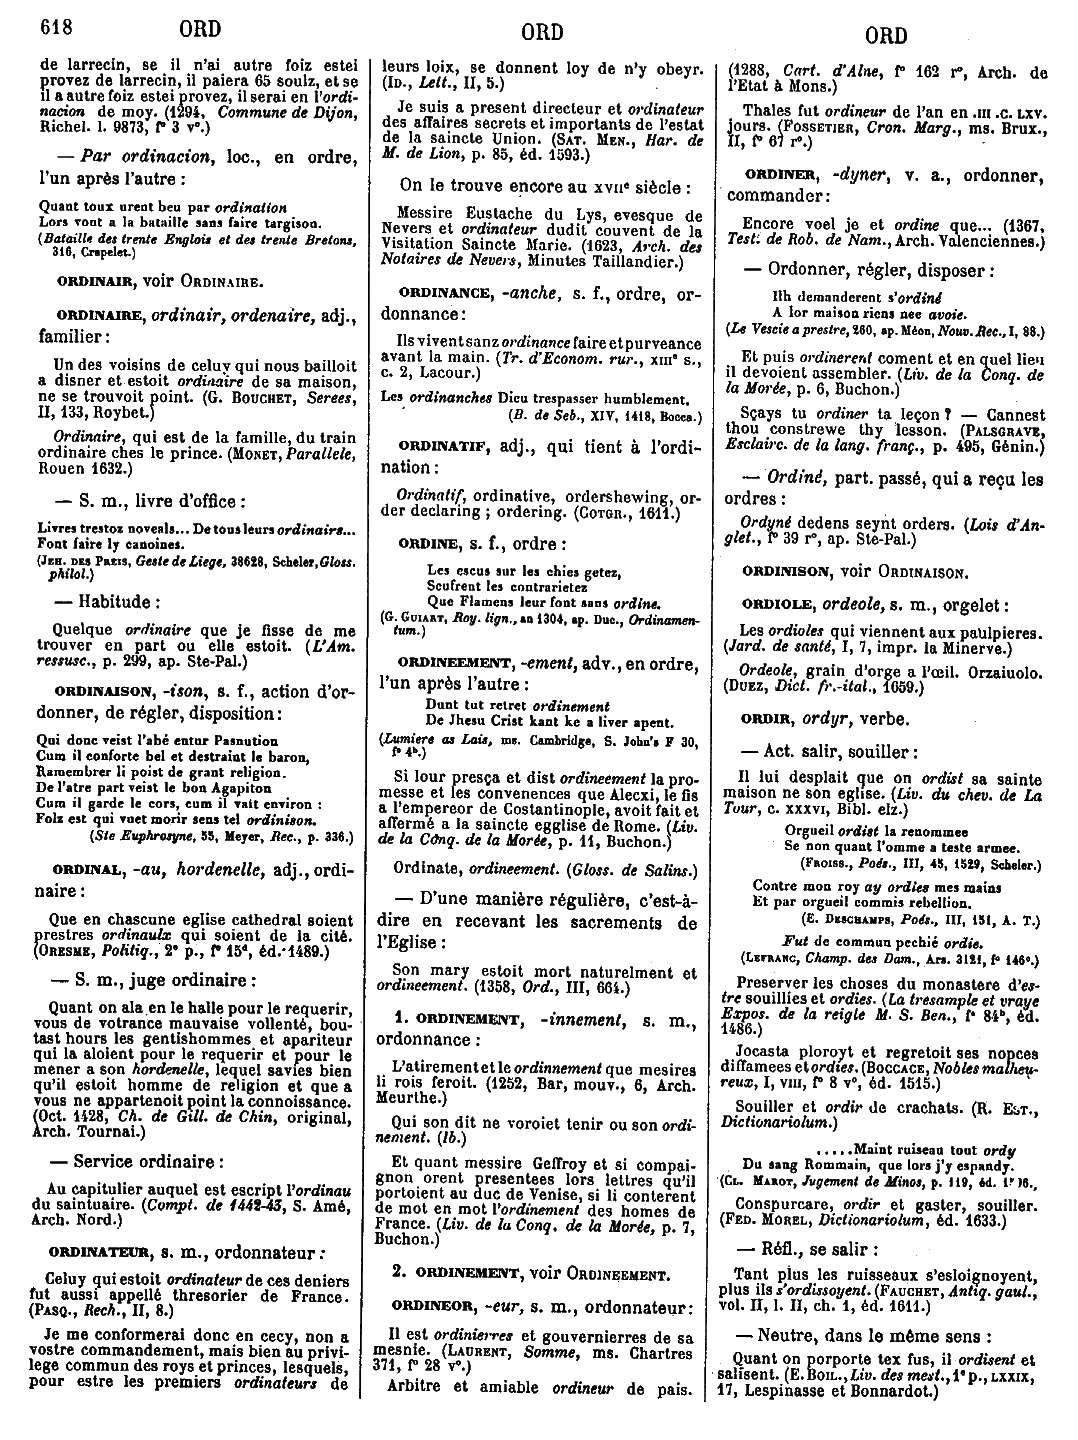 618 ORD
de larrecin, se il n'ai autre foiz estei
provez de larrecin, il paiera 65 soulz, et se
il a autre foiz estei provez, il serai en l'ordi-
nacion de moy. (1294, Commune de Dijon,
Richel. l. 9873, f° 3 v°.)
— Par ordinacion, loc., en ordre,
l'un après l'autre :
Quant toux urent beu par ordination
Lors vont a la bataille sans faire targison.
(Bataille des trente Englois et des trente Bretons,
316, Crapelet.)
ORDINAIR, voir ORDINAIRE.
ORDINAIRE, ordinair, ordenaire, adj.,
familier :
Un des voisins de celuy qui nous bailloit
a disner et estoit ordinaire de sa maison,
ne se trouvoit point. (G. BOUCHET, Serees,
II, 133, Roybet.)
Ordinaire, qui est de la famille, du train
ordinaire ches le prince. (MONET, Parallele,
Rouen 1632.)
— S. m., livre d'office :
Livres trestoz noveals... De tous leurs ordinairs...
Font faire ly canoines.
(JEH. DES PREIS, Geste de Liege, 38628, Scheler, Gloss.
philol.)
— Habitude :
Quelque ordinaire que je fisse de me
trouver en part ou elle estoit. (L'Am.
ressusc., p. 299, ap. Ste-Pal.)
ORDINAISON, -ison, s. f., action d'or-
donner, de régler, disposition :
Qui donc veist l'abé entur Pasnution
Cum il conforte bel et destraint le baron,
Ramembrer li poist de grant religion.
De l'atre part veist le bon Agapiton
Cum il garde le cors, cum il vait environ :
Folz est qui vuet morir sens tel ordinison.
(Ste Euphrosyne, 55, Meyer, Rec., p. 336.)
ORDINAL, -au, hordenelle, adj., ordi-
naire :
Que en chascune eglise cathedral soient
prestres ordinaulx qui soient de la cité.
(ORESME, Politiq., 2° p., f° 15ᵈ, éd. 1489.)
— S. m., juge ordinaire :
Quant on ala en le halle pour le requerir,
vous de votrance mauvaise vollenté, bou-
tast hours les gentishommes et apariteur
qui la aloient pour le requerir et pour le
mener a son hordenelle, lequel savies bien
qu'il estoit homme de religion et que a
vous ne appartenoit point la connoissance.
(Oct. 1428, Ch. de Gill. de Chin, original,
Arch. Tournai.)
— Service ordinaire :
Au capitulier auquel est escript l'ordinau
du saintuaire. (Compt. de 1442-43, S. Amé,
Arch. Nord.)
ORDINATEUR, s. m., ordonnateur :
Celuy qui estoit ordinateur de ces deniers
fut aussi appellé thresorier de France.
(PASQ., Rech., II, 8.)
Je me conformerai donc en cecy, non a
vostre commandement, mais bien au privi-
lege commun des roys et princes, lesquels,
pour estre les premiers ordinateurs de
ORD
leurs loix, se donnent loy de n'y obeyr.
(ID., Lett., II, 5.)
Je suis a present directeur et ordinateur
des affaires secrets et importants de l'estat
de la saincte Union. (SAT. MEN., Har. de
M. de Lion, p. 85, éd. 1593.)
On le trouve encore au XVIIᵉ siècle :
Messire Eustache du Lys, evesque de
Nevers et ordinateur dudit couvent de la
Visitation Saincte Marie. (1623, Arch. des
Notaires de Nevers, Minutes Taillandier.)
ORDINANCE, -anche, s. f., ordre, or-
donnance :
Ils vivent sanz ordinance faire et purveance
avant la main. (Tr. d'Econom. rur., XIIIᵉ s.,
c. 2, Lacour.)
Les ordinanches Dieu trespasser humblement.
(B. de Seb., XIV, 1418, Bocca.)
ORDINATIF, adj., qui tient à l'ordi-
nation :
Ordinatif, ordinative, ordershewing, or-
der declaring ; ordering. (COTGR., 1611.)
ORDINE, s. f., ordre :
Les escus sur les chies getez,
Scufrent les contrarietez
Que Flamens leur font sans ordine.
(G. GUIART, Roy. lign., an 1304, ap. Duc., Ordinamen-
tum.)
ORDINEEMENT, -ement, adv., en ordre,
l'un après l'autre :
Dunt tut retret ordinement
De Jhesu Crist kant ke a liver apent.
(Lumiere as Lais, ms. Cambridge, S. John's F 30,
f° 4ᵇ.)
Si lour presça et dist ordineement la pro-
messe et les convenences que Alecxi, le fis
a l'empereor de Costantinople, avoit fait et
affermé a la saincte egglise de Rome. (Liv.
de la Conq. de la Morée, p. 11, Buchon.)
Ordinate, ordineement. (Gloss. de Salins.)
— D'une manière régulière, c'est-à-
dire en recevant les sacrements de
l'Eglise :
Son mary estoit mort naturelment et
ordineement. (1358, Ord., III, 661.)
1. ORDINEMENT, -innement, s. m.,
ordonnance :
L'atirement et le ordinnement que mesires
li rois feroit. (1252, Bar, mouv., 6, Arch.
Meurthe.)
Qui son dit ne voroiet tenir ou son ordi-
nement. (Ib.)
Et quant messire Geffroy et si compai-
gnon orent presentees lors lettres qu'il
portoient au duc de Venise, si li conterent
de mot en mot l'ordinement des homes de
France. (Liv. de la Conq. de la Morée, p. 7,
Buchon.)
2. ORDINEMENT, voir ORDINEEMENT.
ORDINEOR, -eur, s. m., ordonnateur :
Il est ordinierres et gouvernierres de sa
mesnie. (LAURENT, Somme, ms. Chartres
371, f° 28 v°.)
Arbitre et amiable ordineur de pais.
ORD
(1288, Cart. d'Alne, f° 162 r°, Arch. de
l'Etat à Mons.)
Thales fut ordineur de l'an en .III .C. LXV.
jours. (FOSSETIER, Cron. Marg., ms. Brux.,
II, f° 67 r°.)
ORDINER, -dyner, v. a., ordonner,
commander :
Encore voel je et ordine que... (1367,
Test. de Rob. de Nam., Arch. Valenciennes.)
— Ordonner, régler, disposer :
Ilh demanderent s'ordiné
A lor maison riens nee avoie.
(Le Vescie a prestre, 260, ap. Méon, Nouv. Rec., I, 88.)
Et puis ordinerent coment et en quel lieu
il devoient assembler. (Liv. de la Conq. de
la Morée, p. 6, Buchon.)
Sçays tu ordiner ta leçon ? — Cannest
thou constrewe thy lesson. (PALSGRAVE,
Esclairc. de la lang. franç., p. 495, Génin.)
— Ordiné, part. passé, qui a reçu les
ordres :
Ordyné dedens seynt orders. (Lois d'An-
glet., f° 39 r°, ap. Ste-Pal.)
ORDINISON, voir ORDINAISON.
ORDIOLE, ordeole, s. m., orgelet :
Les ordioles qui viennent aux paulpieres.
(Jard. de santé, I, 7, impr. la Minerve.)
Ordeole, grain d'orge a l'œil. Orzaiuolo.
(DUEZ, Dict. fr.-ital., 1659.)
ORDIR, ordyr, verbe.
— Act. salir, souiller :
Il lui desplait que on ordist sa sainte
maison ne son eglise. (Liv. du chev. de La
Tour, c. XXXVI, Bibl. elz.)
Orgueil ordist la renommee
Se non quant l'omme a teste armee.
(FROISS., Poés., III, 45, 1529, Scheler.)
Contre mon roy ay ordies mes mains
Et par orgueil commis rebellion.
(E. DESCHAMPS, Poés., III, 151, A. T.)
Fut de commun pechié ordie.
(LEFRANC, Champ. des Dam., Ars. 3121, f° 146ᶜ.)
Preserver les choses du monastere d'es-
tre souillies et ordies. (La tresample et vraye
Expos. de la reigle M. S. Ben., f° 84ᵇ, éd.
1486.)
Jocasta ploroyt et regretoit ses nopces
diffamees et ordies. (BOCCACE, Nobles malheu-
reux, I, VIII, f° 8 v°, éd. 1515.)
Souiller et ordir de crachats. (R. EST.,
Dictionariolum.)
.....Maint ruiseau tout ordy
Du sang Rommain, que lors j'y espandy.
(CL. MAROT, Jugement de Minos, p. 119, éd.
Conspurcare, ordir et gaster, souiller.
(FED. MOREL, Dictionariolum, éd. 1633.)
— Réfl., se salir :
Tant plus les ruisseaux s'esloignoyent,
plus ils s'ordissoyent. (FAUCHET, Antiq. gaul.,
vol. II, l. II, ch. 1, éd. 1611.)
— Neutre, dans le même sens :
Quant on porporte tex fus, il ordisent et
salisent. (E. BOIL., Liv. des mest., 1ᵉ p., LXXIX,
17, Lespinasse et Bonnardot.)